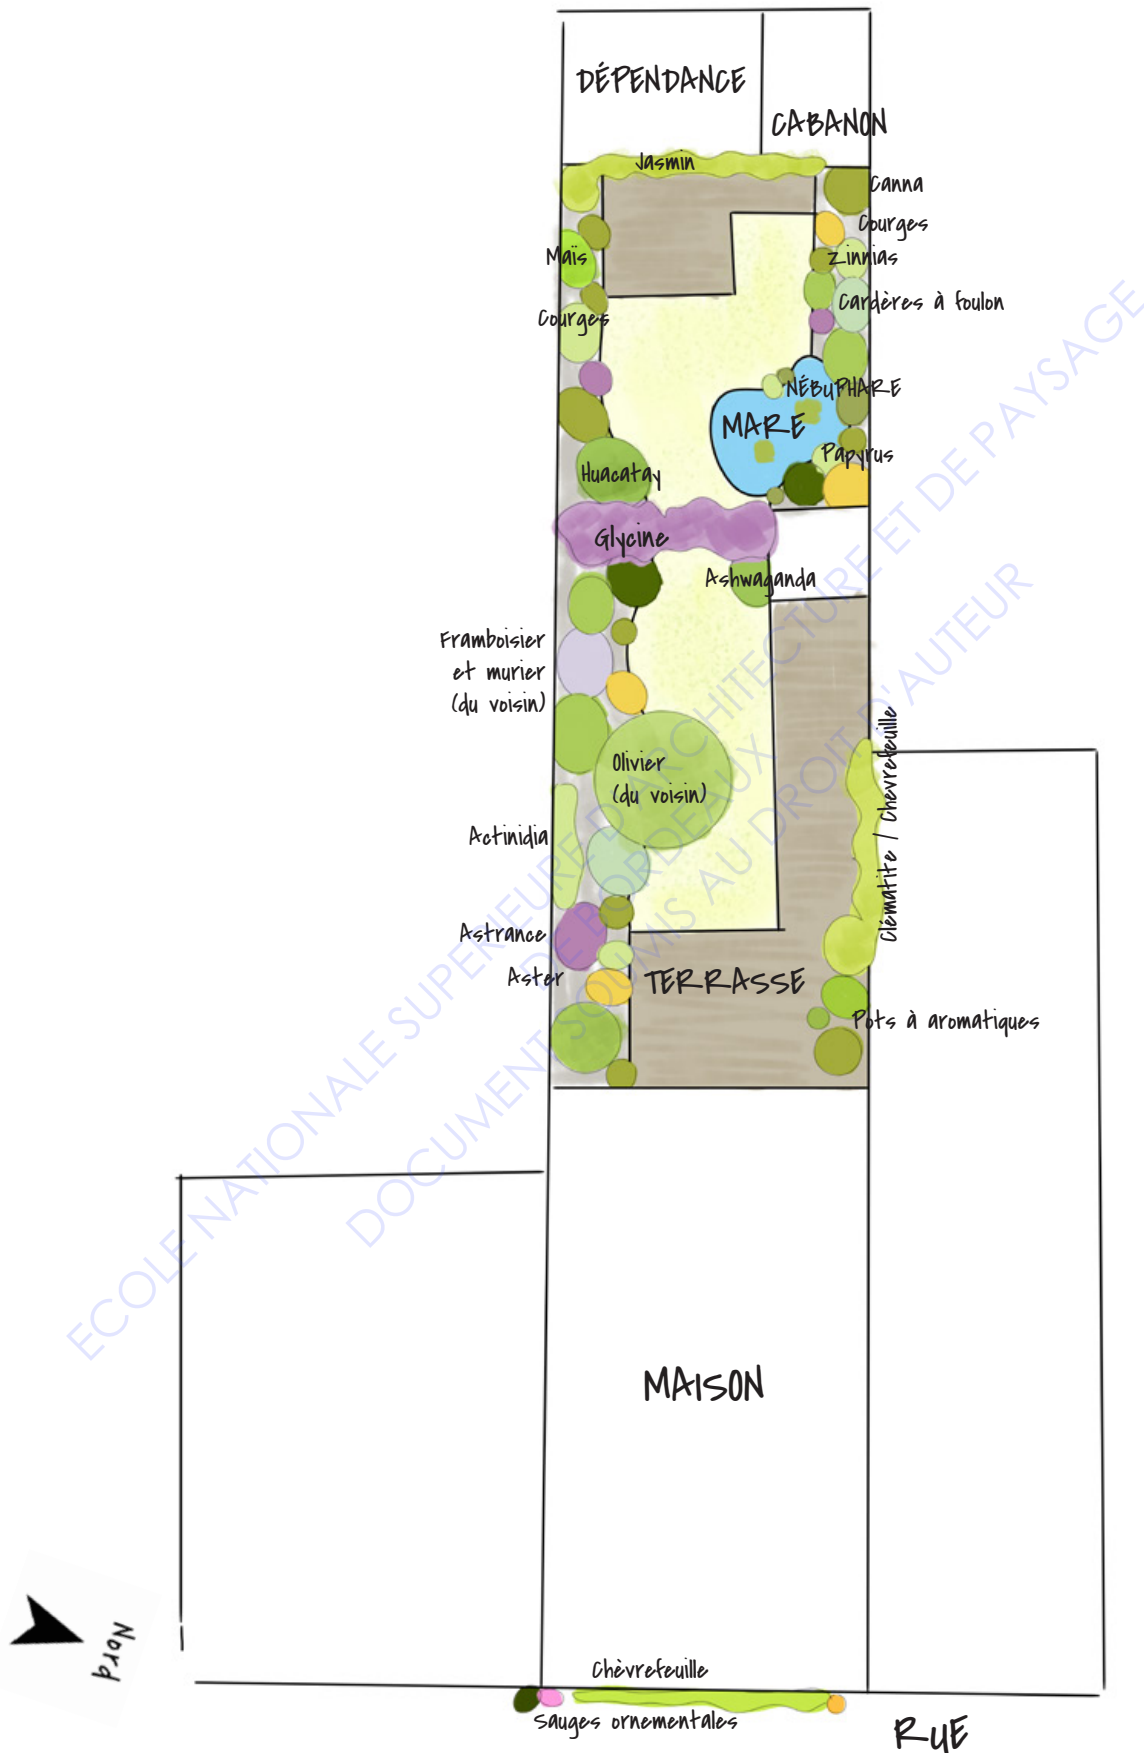 DÉPENDANCE
CABANON
Jasmin
Canna
Courges
Maïs
Zinnias
Cardères à foulon
Courges
NÉBUPHARE
MARE
Papyrus
Huacatay
Glycine
Ashwaganda
Framboisier
et murier
(du voisin)
Olivier
(du voisin)
Clématite / Chevrefeuille
Actinidia
Astrance
Aster
TERRASSE
Pots à aromatiques
MAISON
Nord
Chèvrefeuille
Sauges ornementales
RUE
ECOLE NATIONALE SUPERIEURE D'ARCHITECTURE ET DE PAYSAGE
DE BORDEAUX
DOCUMENT SOUMIS AU DROIT D'AUTEUR